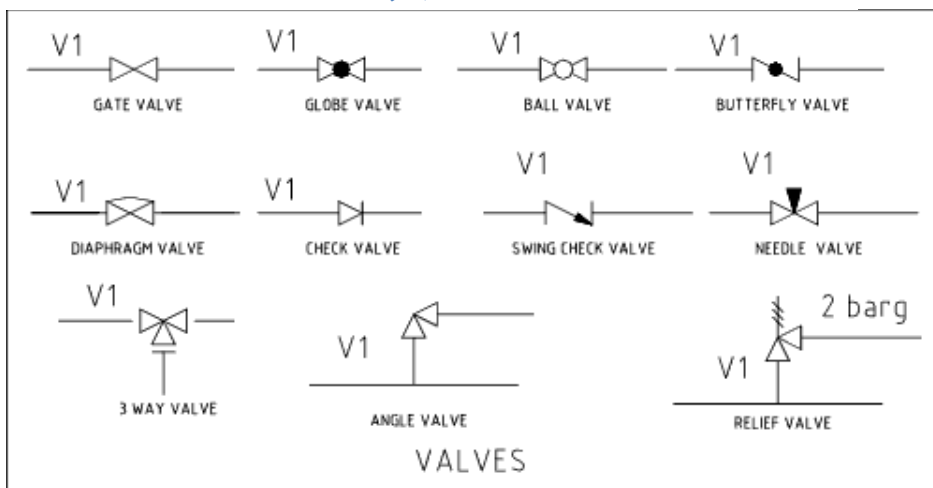 V1 V1 V1 V1
GATE VALVE GLOBE VALVE BALL VALVE BUTTERFLY VALVE
V1 V1 V1 V1
DIAPHRAGM VALVE CHECK VALVE SWING CHECK VALVE NEEDLE VALVE
V1 V1 V1 2 barg
3 WAY VALVE ANGLE VALVE RELIEF VALVE
VALVES